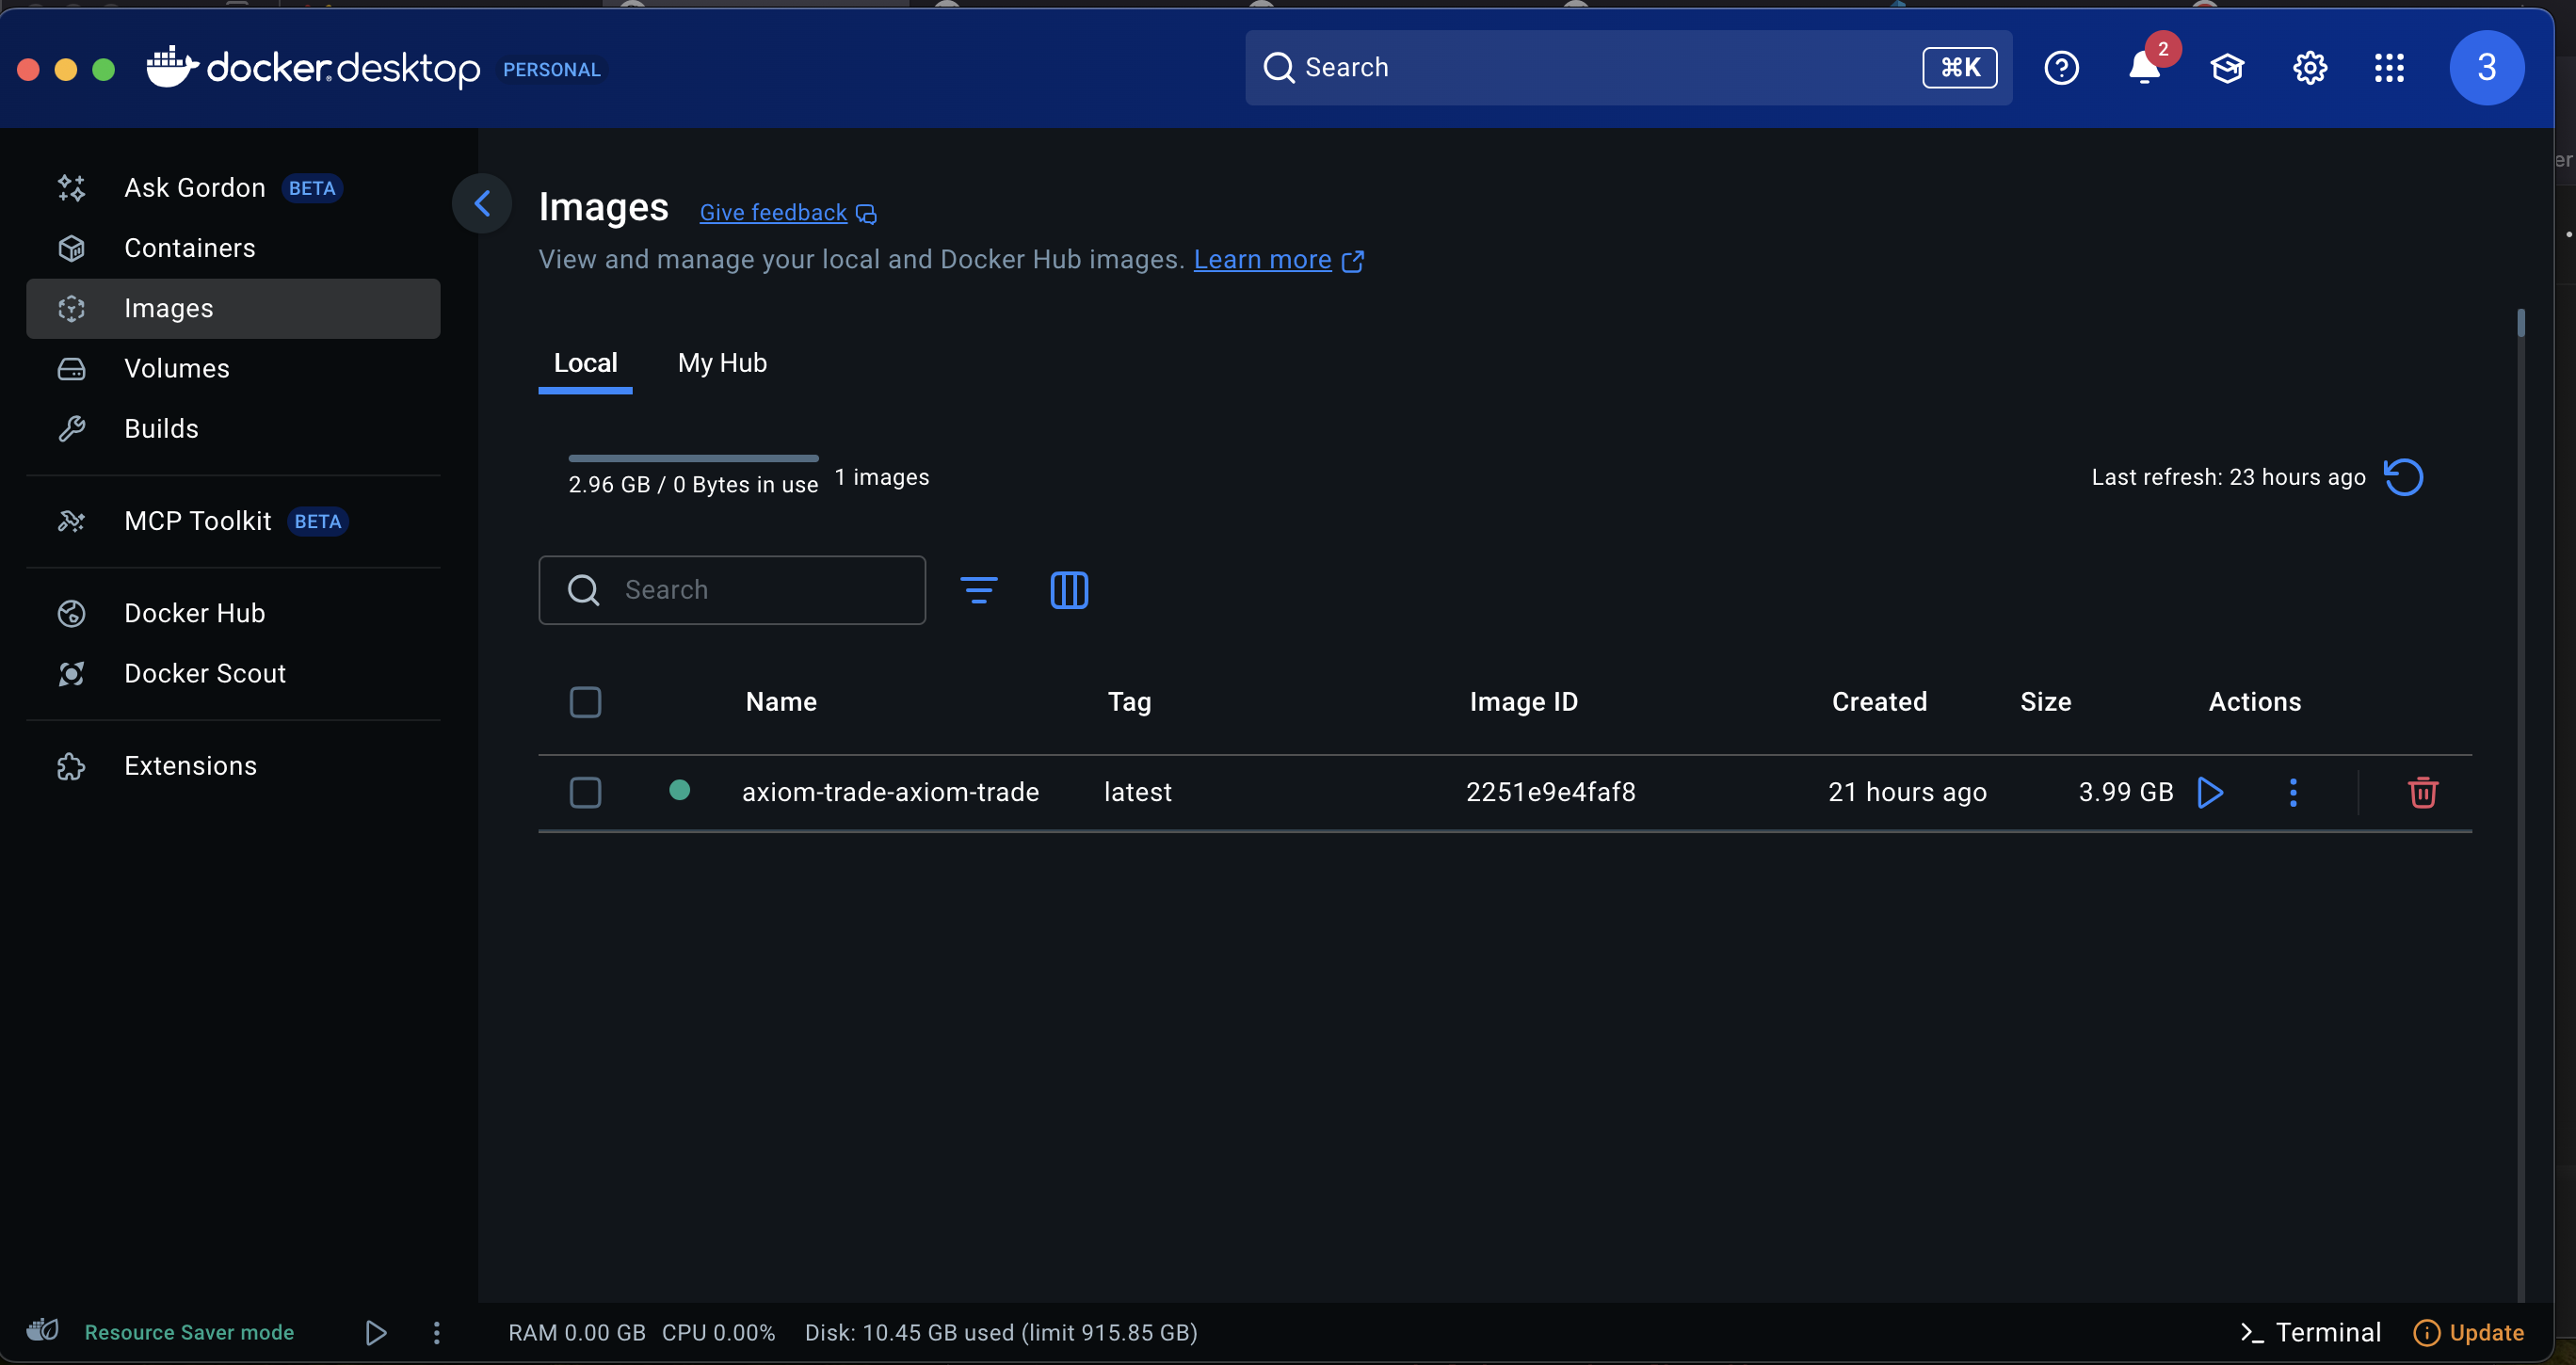 docker desktop PERSONAL
Search ⌘K
2
3
Ask Gordon BETA
Containers
Images
Volumes
Builds
MCP Toolkit BETA
Docker Hub
Docker Scout
Extensions
Images Give feedback
View and manage your local and Docker Hub images. Learn more
Local My Hub
2.96 GB / 0 Bytes in use 1 images
Last refresh: 23 hours ago
Search
Name Tag Image ID Created Size Actions
axiom-trade-axiom-trade latest 2251e9e4faf8 21 hours ago 3.99 GB
Resource Saver mode
RAM 0.00 GB CPU 0.00% Disk: 10.45 GB used (limit 915.85 GB)
Terminal
Update